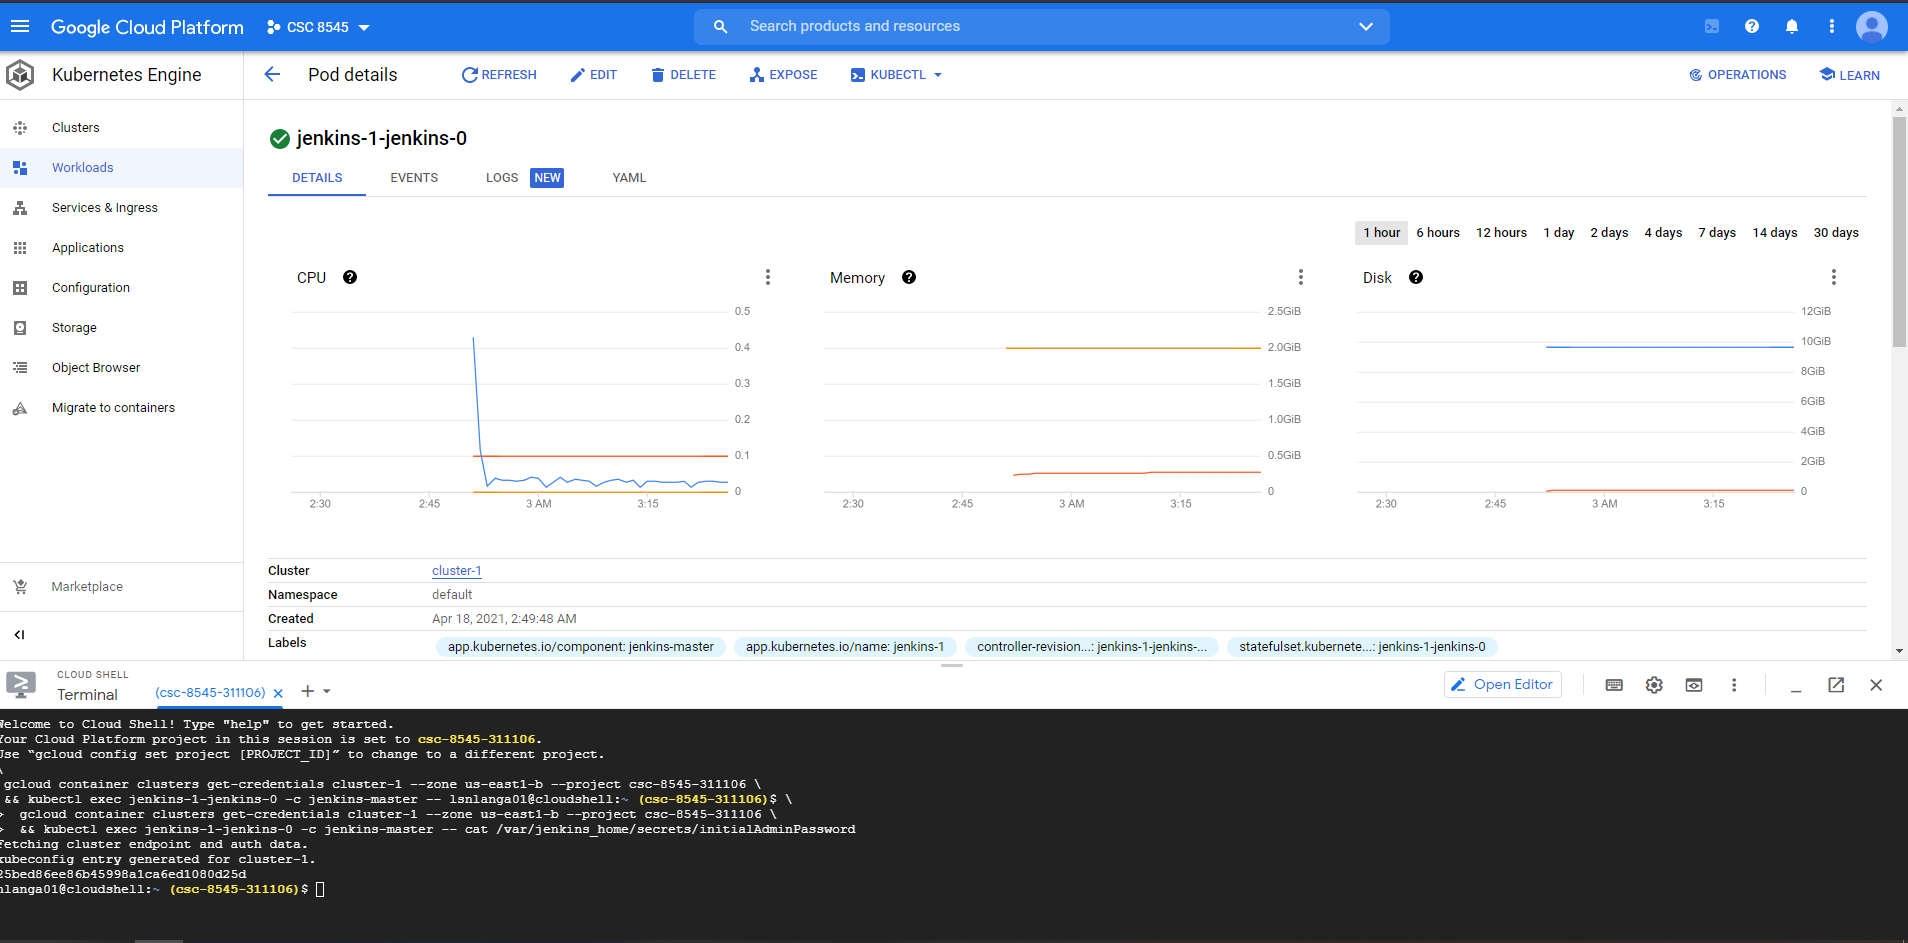 Google Cloud Platform
CSC 8545
Search products and resources
Kubernetes Engine
Pod details
REFRESH
EDIT
DELETE
EXPOSE
KUBECTL
OPERATIONS
LEARN
Clusters
Workloads
Services & Ingress
Applications
Configuration
Storage
Object Browser
Migrate to containers
Marketplace
jenkins-1-jenkins-0
DETAILS
EVENTS
LOGS NEW
YAML
1 hour 6 hours 12 hours 1 day 2 days 4 days 7 days 14 days 30 days
CPU
0.5
0.4
0.3
0.2
0.1
0
2:30 2:45 3 AM 3:15
Memory
2.5GiB
2.0GiB
1.5GiB
1.0GiB
0.5GiB
0
2:30 2:45 3 AM 3:15
Disk
12GiB
10GiB
8GiB
6GiB
4GiB
2GiB
0
2:30 2:45 3 AM 3:15
Cluster cluster-1
Namespace default
Created Apr 18, 2021, 2:49:48 AM
Labels app.kubernetes.io/component: jenkins-master app.kubernetes.io/name: jenkins-1 controller-revision...: jenkins-1-jenkins-... statefulset.kubernete...: jenkins-1-jenkins-0
CLOUD SHELL
Terminal
(csc-8545-311106)
Open Editor
Welcome to Cloud Shell! Type "help" to get started.
Your Cloud Platform project in this session is set to csc-8545-311106.
Use “gcloud config set project [PROJECT_ID]” to change to a different project.
\
gcloud container clusters get-credentials cluster-1 --zone us-east1-b --project csc-8545-311106 \
&& kubectl exec jenkins-1-jenkins-0 -c jenkins-master -- lsnlanga01@cloudshell:~ (csc-8545-311106)$ \
> gcloud container clusters get-credentials cluster-1 --zone us-east1-b --project csc-8545-311106 \
> && kubectl exec jenkins-1-jenkins-0 -c jenkins-master -- cat /var/jenkins_home/secrets/initialAdminPassword
Fetching cluster endpoint and auth data.
kubeconfig entry generated for cluster-1.
25bed86ee86b45998a1ca6ed1080d25d
nlanga01@cloudshell:~ (csc-8545-311106)$